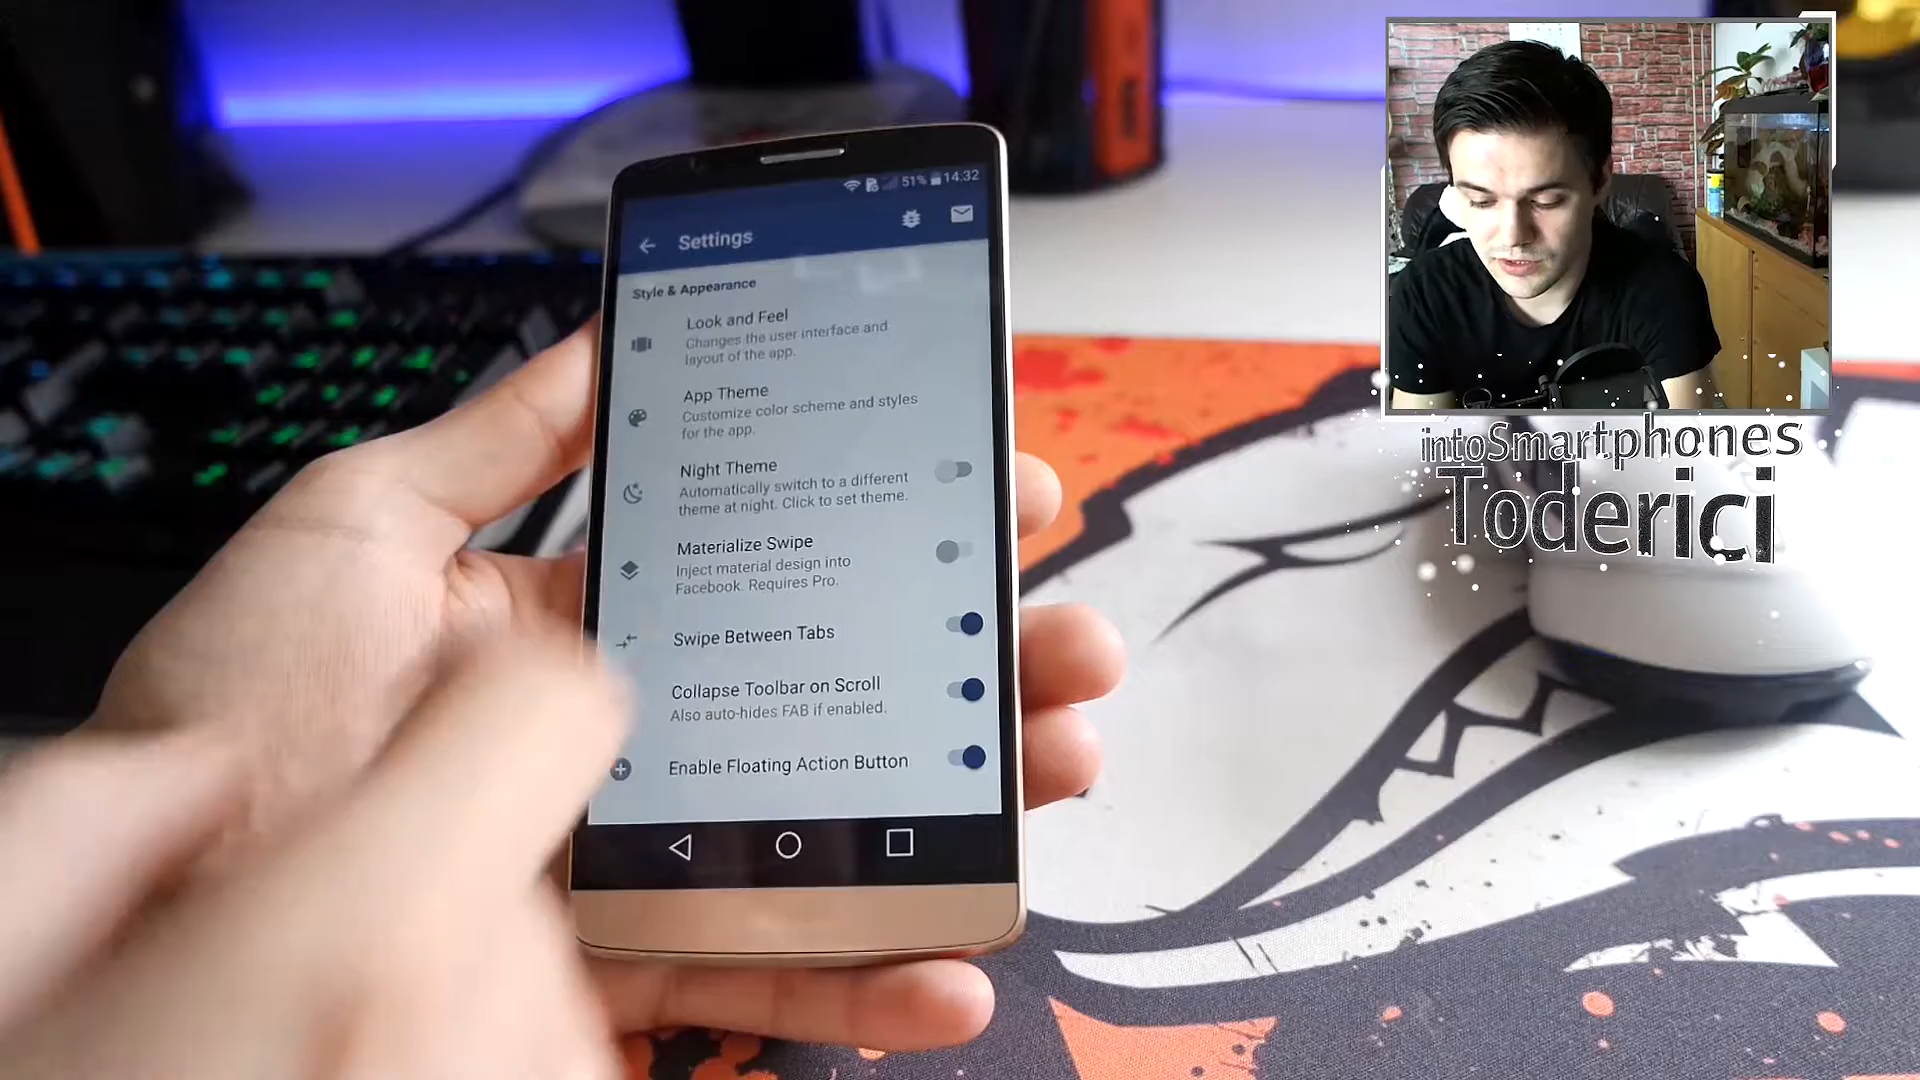 51% 14:32
Settings
Style & Appearance
Look and Feel
Changes the user interface and
layout of the app.
App Theme
Customize color scheme and styles
for the app.
Night Theme
Automatically switch to a different
theme at night. Click to set theme.
Materialize Swipe
Inject material design into
Facebook. Requires Pro.
Swipe Between Tabs
Collapse Toolbar on Scroll
Also auto-hides FAB if enabled.
Enable Floating Action Button
intoSmartphones
Toderici